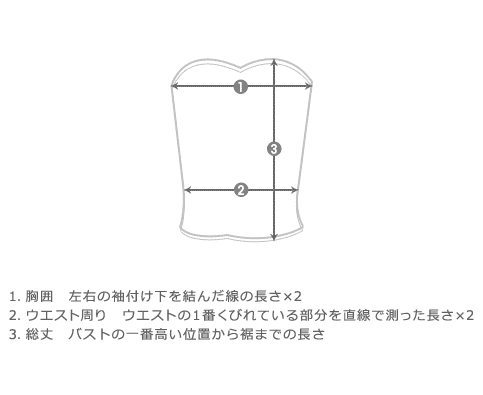 1
3
2
1. 胸囲　左右の袖付け下を結んだ線の長さ×2
2. ウエスト周り　ウエストの1番くびれている部分を直線で測った長さ×2
3. 総丈　バストの一番高い位置から裾までの長さ